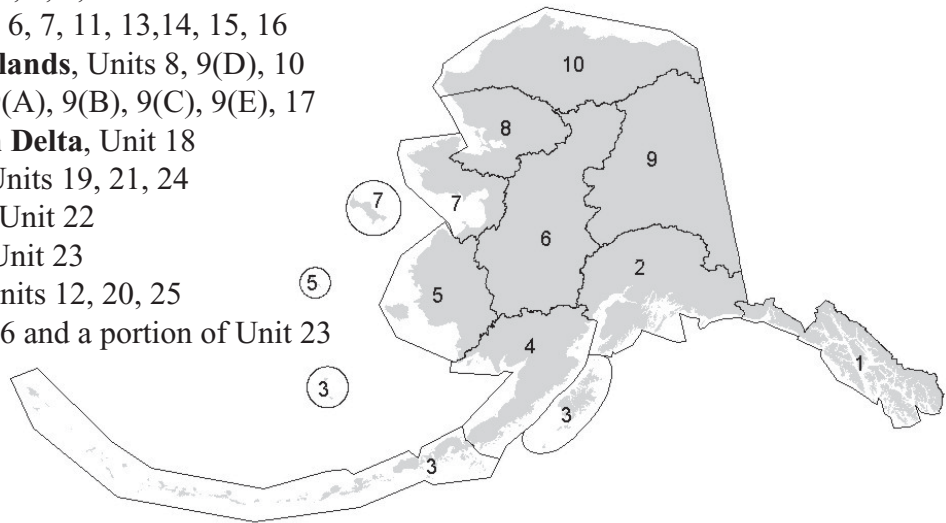 6, 7, 11, 13,14, 15, 16
lands, Units 8, 9(D), 10
(A), 9(B), 9(C), 9(E), 17
Delta, Unit 18
Units 19, 21, 24
Unit 22
Unit 23
nits 12, 20, 25
6 and a portion of Unit 23
10
8
9
7
7
6
2
5
5
4
1
3
3
3